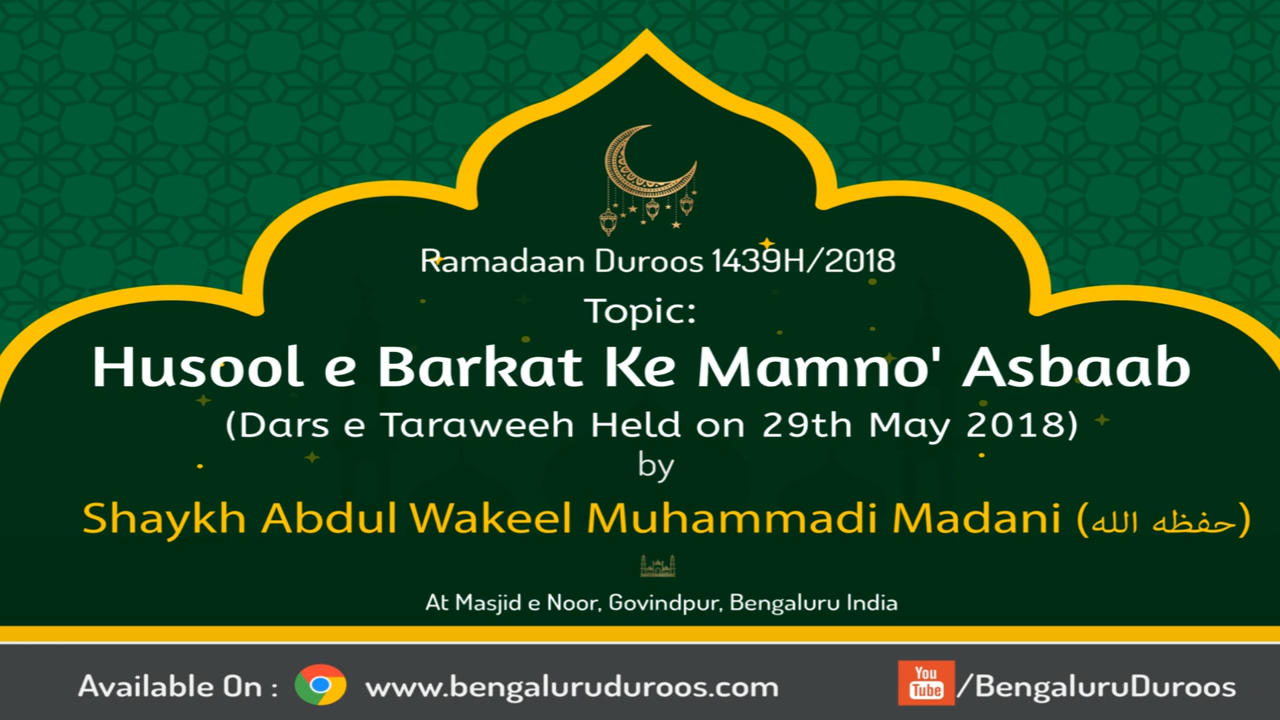 Ramadaan Duroos 1439H/2018
Topic:
Husool e Barkat Ke Mamno' Asbaab
(Dars e Taraweeh Held on 29th May 2018)
by
Shaykh Abdul Wakeel Muhammadi Madani (حفظه الله)
At Masjid e Noor, Govindpur, Bengaluru India
Available On : www.bengaluruduroos.com You Tube /BengaluruDuroos